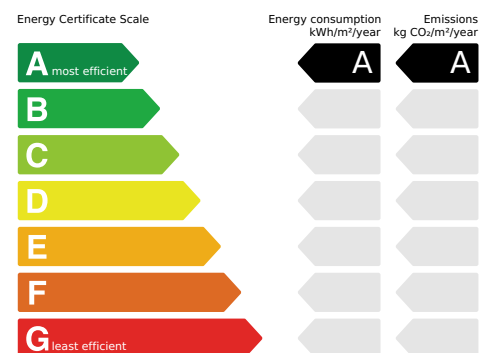 Energy Certificate Scale
Energy consumption
kWh/m²/year
Emissions
kg CO₂/m²/year
A most efficient
A
A
B
C
D
E
F
G least efficient